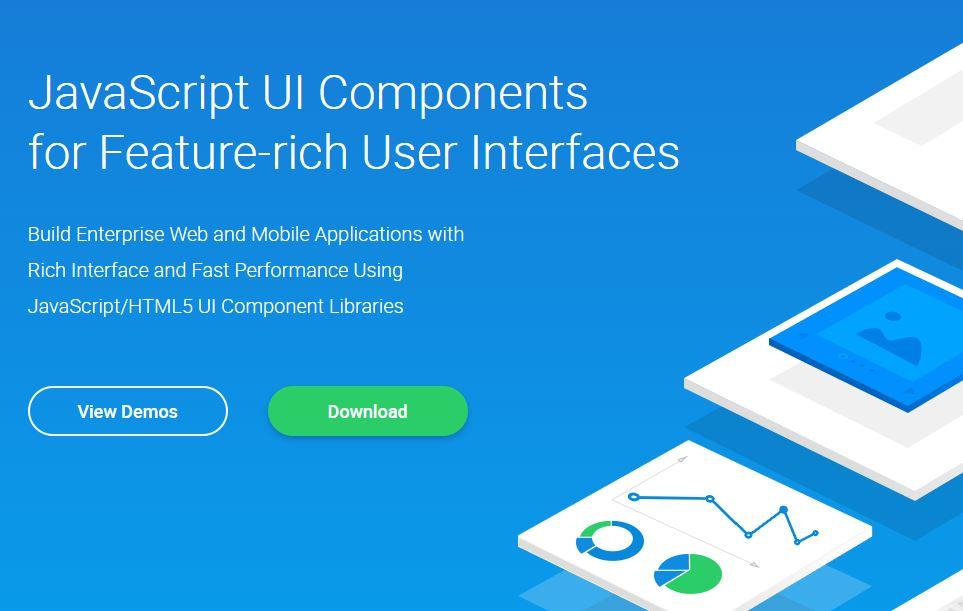 JavaScript UI Components
for Feature-rich User Interfaces
Build Enterprise Web and Mobile Applications with
Rich Interface and Fast Performance Using
JavaScript/HTML5 UI Component Libraries
View Demos
Download